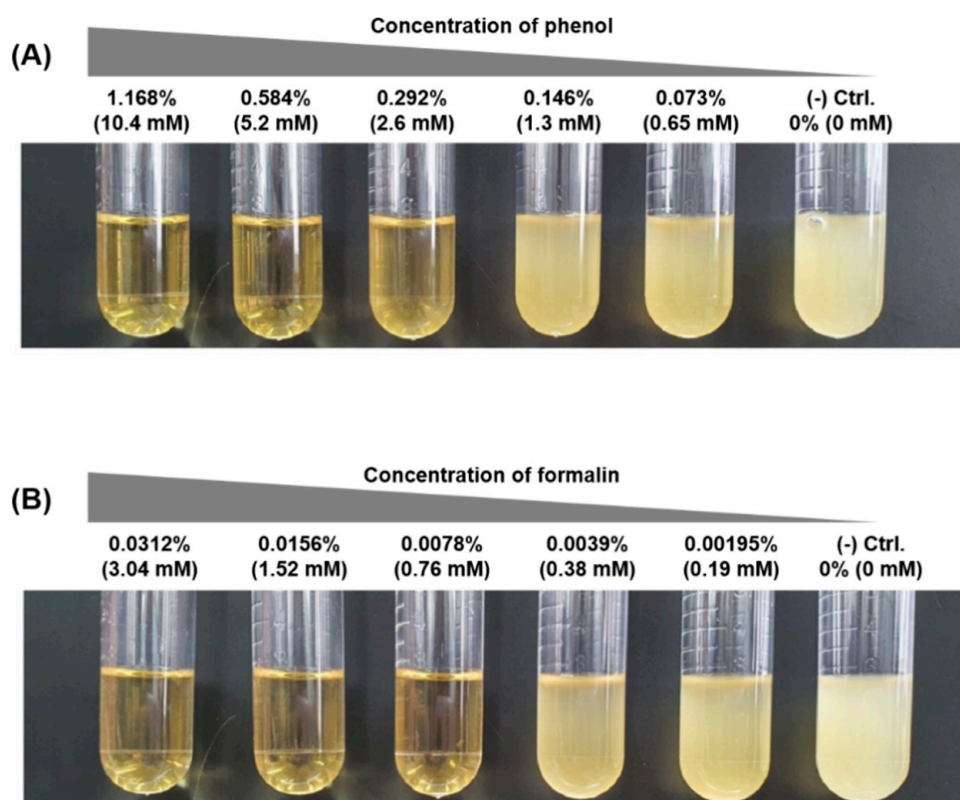 (A)
Concentration of phenol
1.168% 0.584% 0.292% 0.146% 0.073% (-) Ctrl.
(10.4 mM) (5.2 mM) (2.6 mM) (1.3 mM) (0.65 mM) 0% (0 mM)
(B)
Concentration of formalin
0.0312% 0.0156% 0.0078% 0.0039% 0.00195% (-) Ctrl.
(3.04 mM) (1.52 mM) (0.76 mM) (0.38 mM) (0.19 mM) 0% (0 mM)